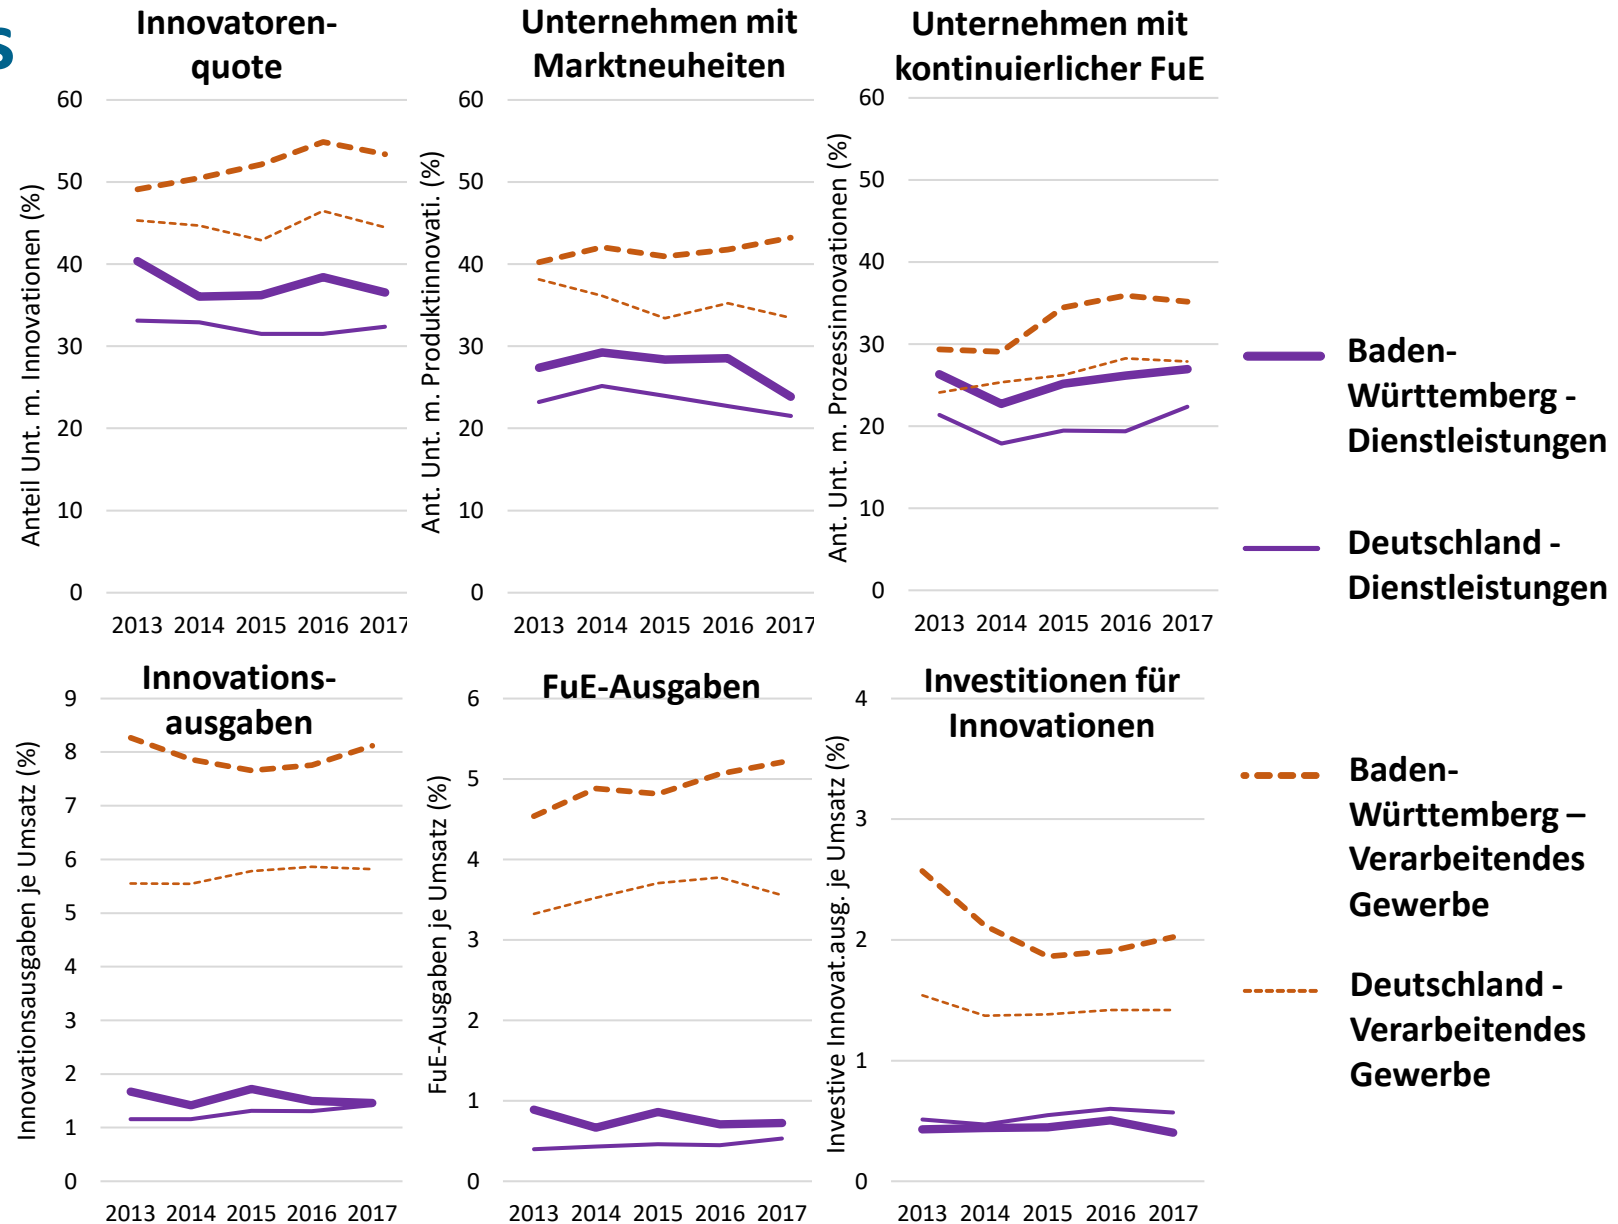 s
Innovatoren-
quote
Anteil Unt. m. Innovationen (%)
60
50
40
30
20
10
0
2013 2014 2015 2016 2017
Unternehmen mit
Marktneuheiten
Ant. Unt. m. Produktinnovati. (%)
60
50
40
30
20
10
0
2013 2014 2015 2016 2017
Unternehmen mit
kontinuierlicher FuE
Ant. Unt. m. Prozessinnovationen (%)
60
50
40
30
20
10
0
2013 2014 2015 2016 2017
Baden-
Württemberg -
Dienstleistungen
Deutschland -
Dienstleistungen
Innovations-
ausgaben
Innovationsausgaben je Umsatz (%)
9
8
7
6
5
4
3
2
1
0
2013 2014 2015 2016 2017
FuE-Ausgaben
FuE-Ausgaben je Umsatz (%)
6
5
4
3
2
1
0
2013 2014 2015 2016 2017
Investitionen für
Innovationen
Investive Innovat.ausg. je Umsatz (%)
4
3
2
1
0
2013 2014 2015 2016 2017
Baden-
Württemberg –
Verarbeitendes
Gewerbe
Deutschland -
Verarbeitendes
Gewerbe